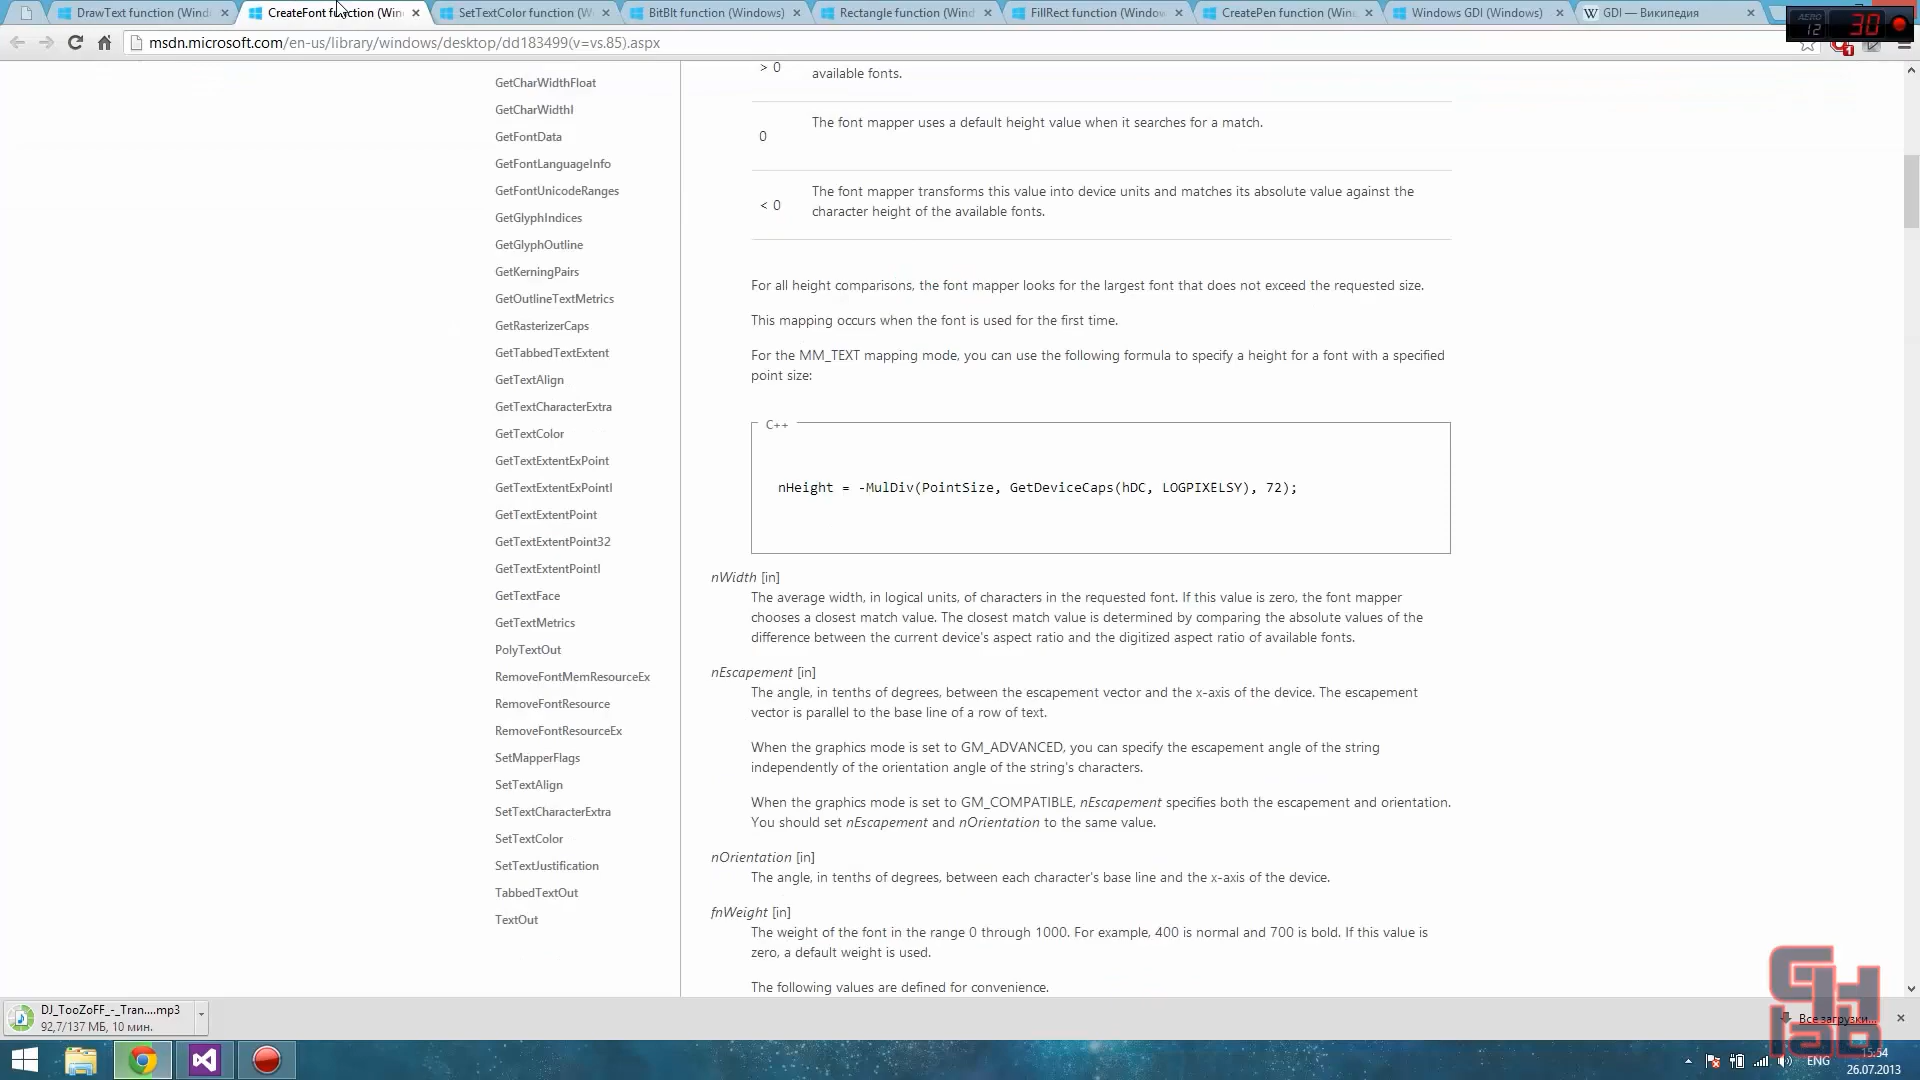 DrawText function (Wind
CreateFont function (Win
SetTextColor function (W
BitBlt function (Windows)
Rectangle function (Wind
FillRect function (Window
CreatePen function (Win
Windows GDI (Windows)
W GDI — Википедия
AERO
12
30
msdn.microsoft.com/en-us/library/windows/desktop/dd183499(v=vs.85).aspx
1
GetCharWidthFloat
GetCharWidthI
GetFontData
GetFontLanguageInfo
GetFontUnicodeRanges
GetGlyphIndices
GetGlyphOutline
GetKerningPairs
GetOutlineTextMetrics
GetRasterizerCaps
GetTabbedTextExtent
GetTextAlign
GetTextCharacterExtra
GetTextColor
GetTextExtentExPoint
GetTextExtentExPointI
GetTextExtentPoint
GetTextExtentPoint32
GetTextExtentPointI
GetTextFace
GetTextMetrics
PolyTextOut
RemoveFontMemResourceEx
RemoveFontResource
RemoveFontResourceEx
SetMapperFlags
SetTextAlign
SetTextCharacterExtra
SetTextColor
SetTextJustification
TabbedTextOut
TextOut
> 0
available fonts.
0
The font mapper uses a default height value when it searches for a match.
< 0
The font mapper transforms this value into device units and matches its absolute value against the
character height of the available fonts.
For all height comparisons, the font mapper looks for the largest font that does not exceed the requested size.
This mapping occurs when the font is used for the first time.
For the MM_TEXT mapping mode, you can use the following formula to specify a height for a font with a specified
point size:
C++
nHeight = -MulDiv(PointSize, GetDeviceCaps(hDC, LOGPIXELSY), 72);
nWidth [in]
The average width, in logical units, of characters in the requested font. If this value is zero, the font mapper
chooses a closest match value. The closest match value is determined by comparing the absolute values of the
difference between the current device's aspect ratio and the digitized aspect ratio of available fonts.
nEscapement [in]
The angle, in tenths of degrees, between the escapement vector and the x-axis of the device. The escapement
vector is parallel to the base line of a row of text.
When the graphics mode is set to GM_ADVANCED, you can specify the escapement angle of the string
independently of the orientation angle of the string's characters.
When the graphics mode is set to GM_COMPATIBLE, nEscapement specifies both the escapement and orientation.
You should set nEscapement and nOrientation to the same value.
nOrientation [in]
The angle, in tenths of degrees, between each character's base line and the x-axis of the device.
fnWeight [in]
The weight of the font in the range 0 through 1000. For example, 400 is normal and 700 is bold. If this value is
zero, a default weight is used.
The following values are defined for convenience.
DJ_TooZoFF_-_Tran....mp3
92,7/137 МБ, 10 мин.
Все загрузки...
lab
ENG
15:54
26.07.2013